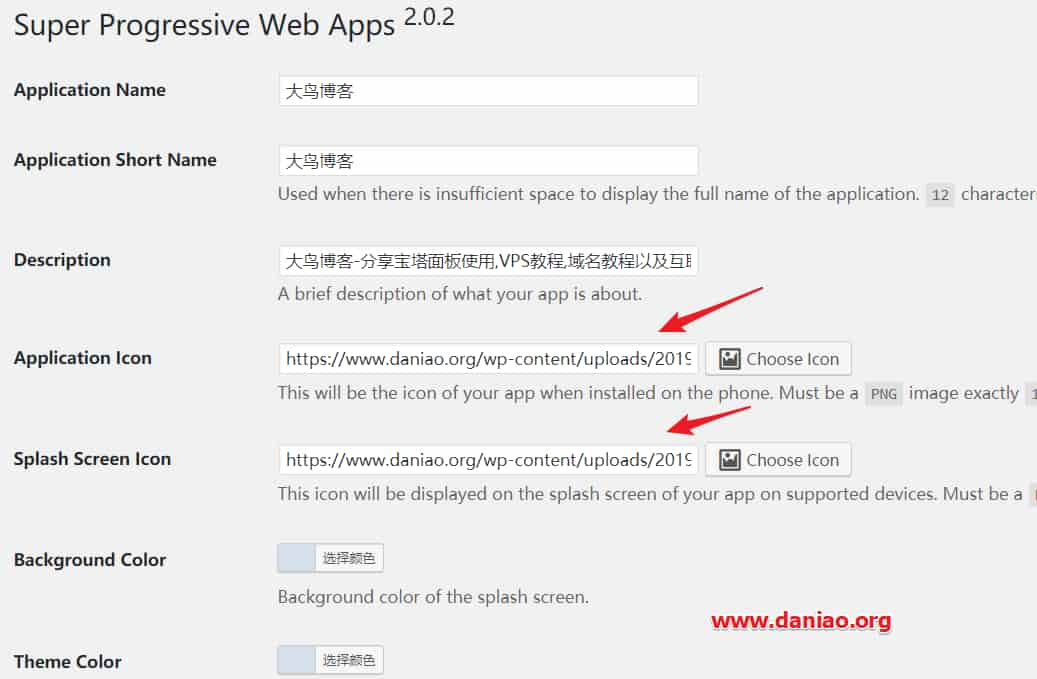 Super Progressive Web Apps 2.0.2
Application Name
大鸟博客
Application Short Name
大鸟博客
Used when there is insufficient space to display the full name of the application. 12 character
Description
大鸟博客-分享宝塔面板使用,VPS教程,域名教程以及互
A brief description of what your app is about.
Application Icon
https://www.daniao.org/wp-content/uploads/2019
Choose Icon
This will be the icon of your app when installed on the phone. Must be a PNG image exactly
Splash Screen Icon
https://www.daniao.org/wp-content/uploads/2019
Choose Icon
This icon will be displayed on the splash screen of your app on supported devices. Must be a
Background Color
选择颜色
Background color of the splash screen.
www.daniao.org
Theme Color
选择颜色